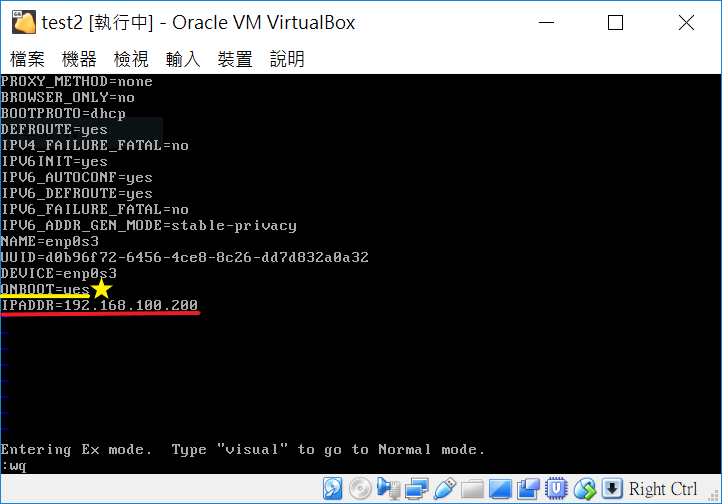 test2 [執行中] - Oracle VM VirtualBox
檔案 機器 檢視 輸入 裝置 說明
PROXY_METHOD=none
BROWSER_ONLY=no
BOOTPROTO=dhcp
DEFROUTE=yes
IPV4_FAILURE_FATAL=no
IPV6INIT=yes
IPV6_AUTOCONF=yes
IPV6_DEFROUTE=yes
IPV6_FAILURE_FATAL=no
IPV6_ADDR_GEN_MODE=stable-privacy
NAME=enp0s3
UUID=d0b96f72-6456-4ce8-8c26-dd7d832a0a32
DEVICE=enp0s3
ONBOOT=yes
IPADDR=192.168.100.200
~
~
~
~
~
~
~
Entering Ex mode.  Type "visual" to go to Normal mode.
:wq
Right Ctrl